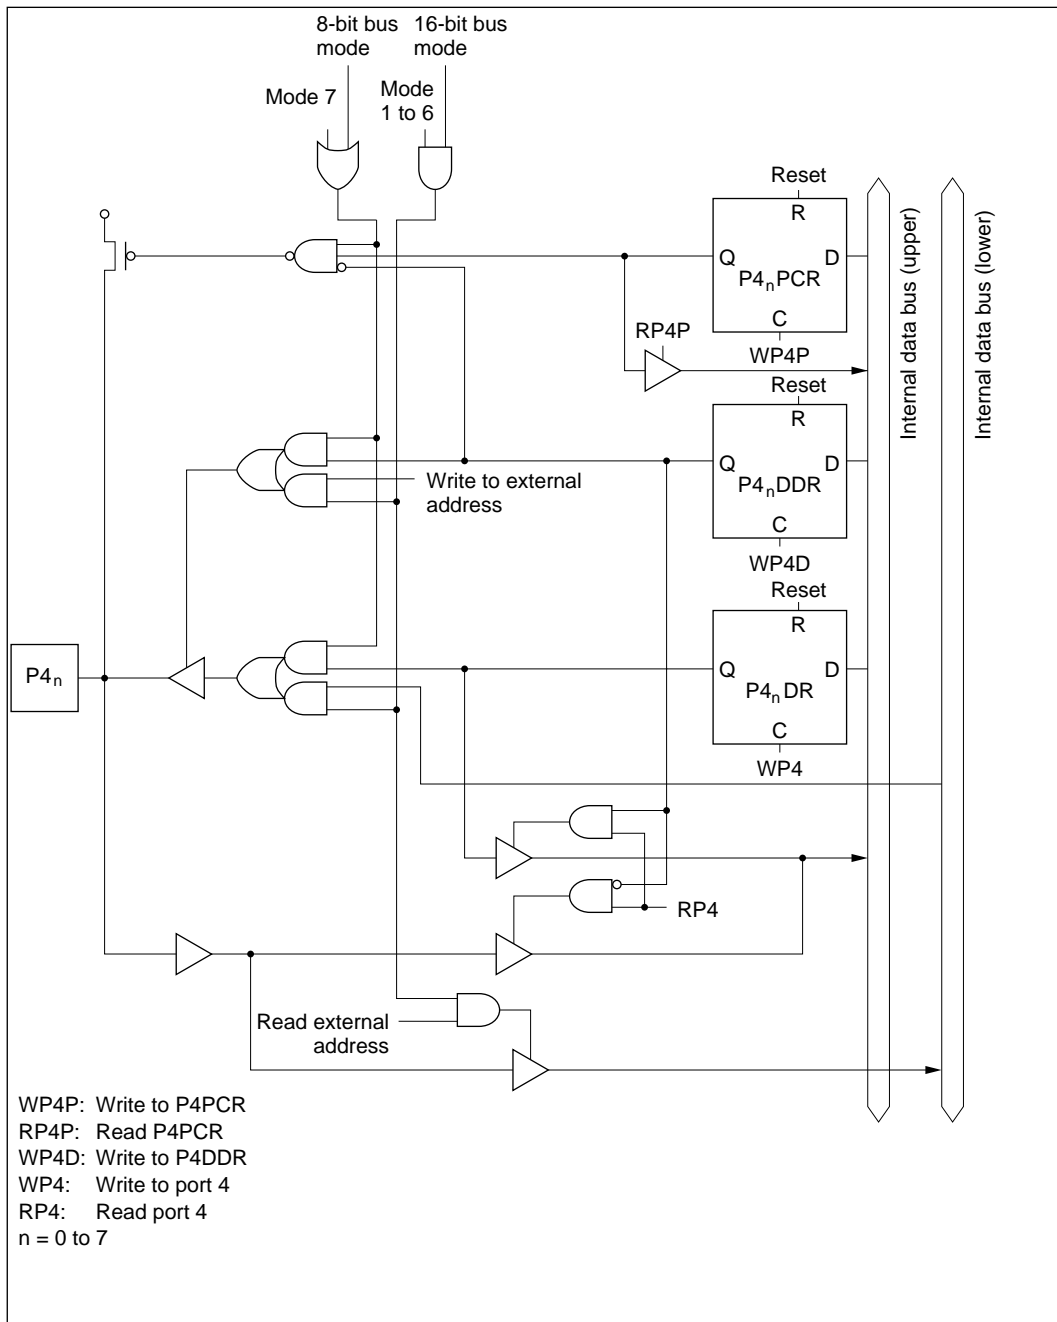 8-bit bus
mode
16-bit bus
mode
Mode 7
Mode
1 to 6
Reset
R
Q
D
P4nPCR
C
WP4P
RP4P
Reset
R
Q
D
P4nDDR
C
WP4D
Write to external
address
Reset
R
Q
D
P4n DR
C
WP4
P4n
RP4
Read external
address
Internal data bus (upper)
Internal data bus (lower)
WP4P: Write to P4PCR
RP4P: Read P4PCR
WP4D: Write to P4DDR
WP4: Write to port 4
RP4: Read port 4
n = 0 to 7